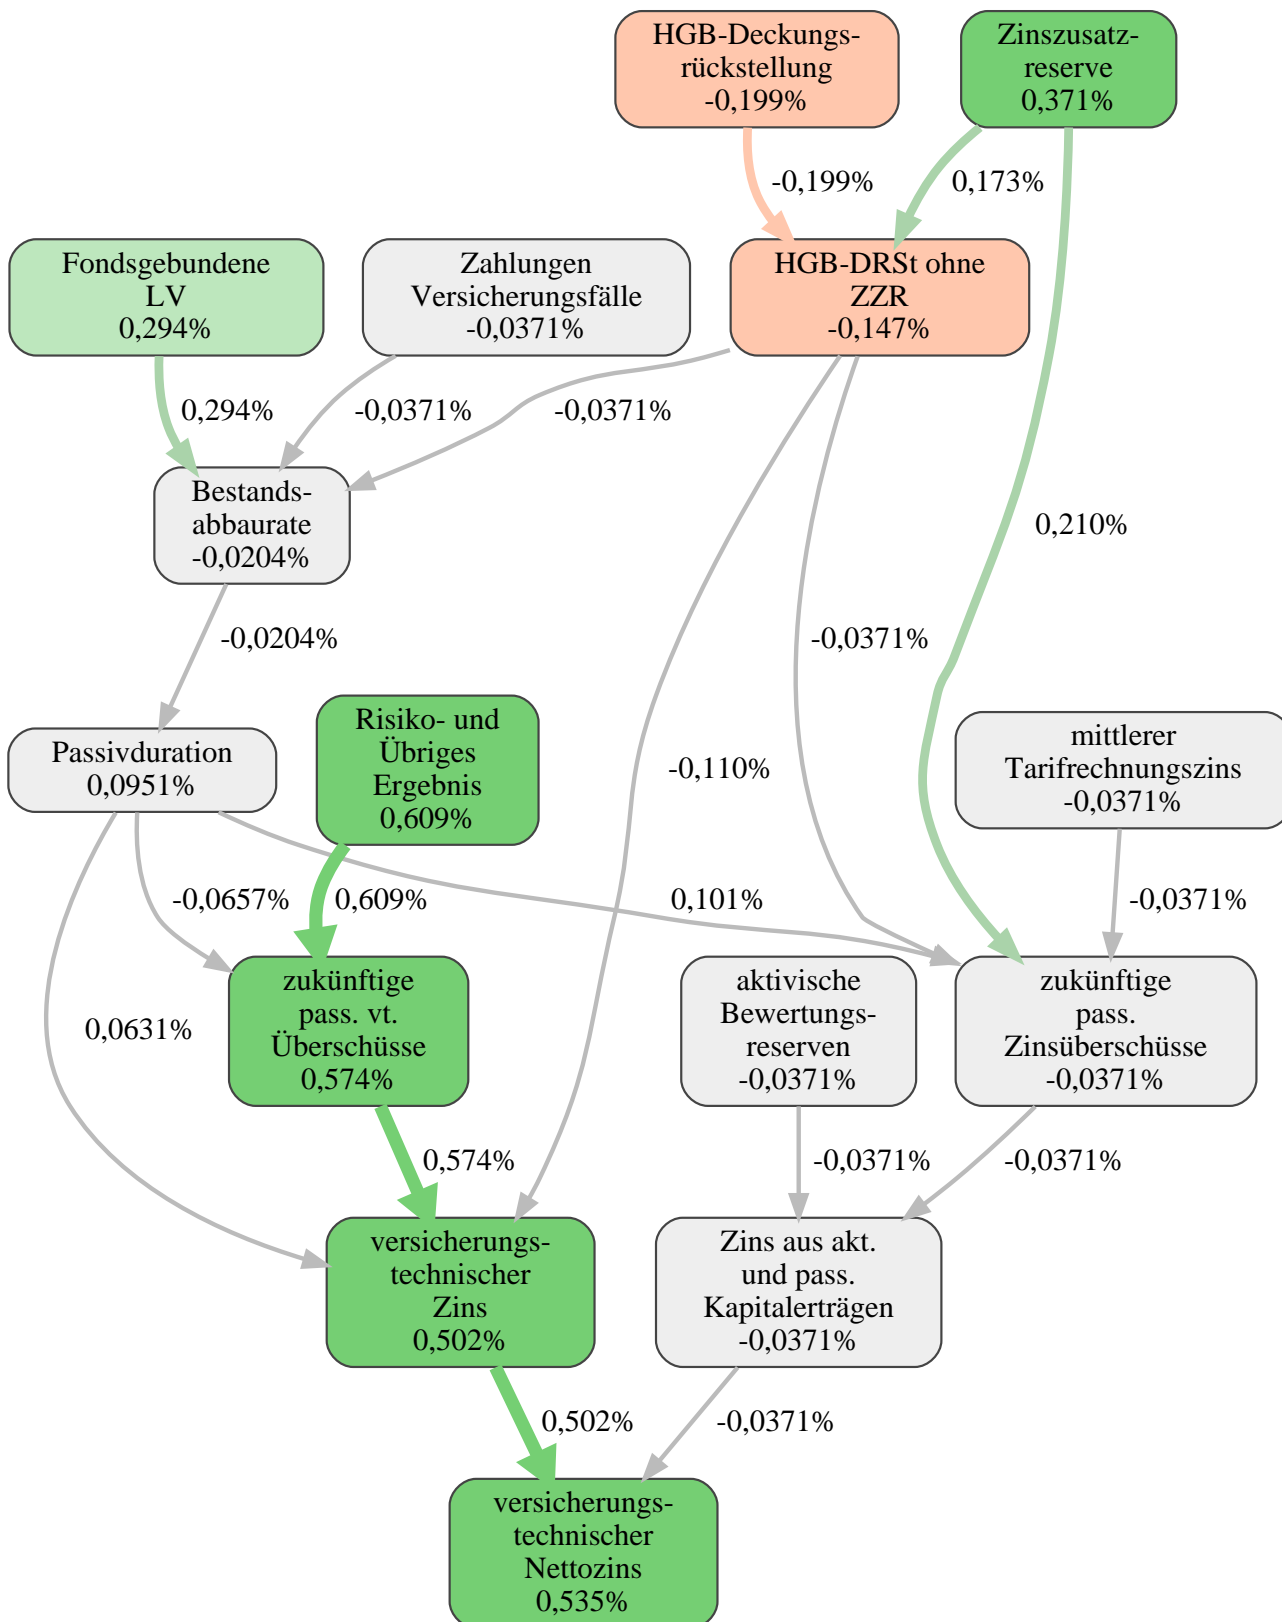 HGB-Deckungs-
rückstellung
-0,199%
Zinszusatz-
reserve
0,371%
-0,199%
0,173%
Fondsgebundene
LV
0,294%
Zahlungen
Versicherungsfälle
-0,0371%
HGB-DRSt ohne
ZZR
-0,147%
0,294%
-0,0371%
-0,0371%
Bestands-
abbaurate
-0,0204%
0,210%
-0,0204%
-0,0371%
Passivduration
0,0951%
Risiko- und
Übriges
Ergebnis
0,609%
-0,110%
mittlerer
Tarifrechnungszins
-0,0371%
-0,0657%
0,609%
0,101%
-0,0371%
0,0631%
zukünftige
pass. vt.
Überschüsse
0,574%
aktivische
Bewertungs-
reserven
-0,0371%
zukünftige
pass.
Zinsüberschüsse
-0,0371%
0,574%
-0,0371%
-0,0371%
versicherungs-
technischer
Zins
0,502%
Zins aus akt.
und pass.
Kapitalerträgen
-0,0371%
0,502%
-0,0371%
versicherungs-
technischer
Nettozins
0,535%